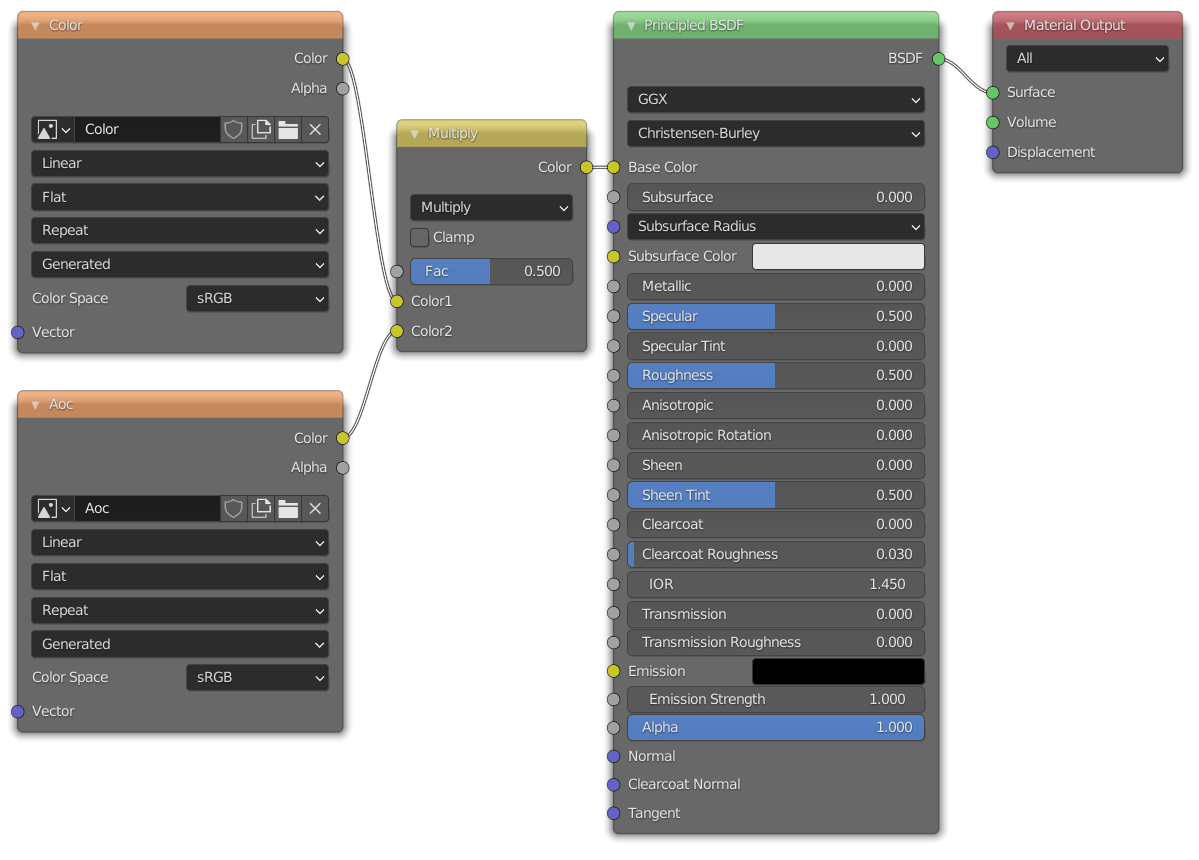 Color
Color
Alpha
Color
Linear
Flat
Repeat
Generated
Color Space sRGB
Vector
Aoc
Color
Alpha
Aoc
Linear
Flat
Repeat
Generated
Color Space sRGB
Vector
Multiply
Color
Multiply
Clamp
Fac 0.500
Color1
Color2
Principled BSDF
BSDF
GGX
Christensen-Burley
Base Color
Subsurface 0.000
Subsurface Radius
Subsurface Color
Metallic 0.000
Specular 0.500
Specular Tint 0.000
Roughness 0.500
Anisotropic 0.000
Anisotropic Rotation 0.000
Sheen 0.000
Sheen Tint 0.500
Clearcoat 0.000
Clearcoat Roughness 0.030
IOR 1.450
Transmission 0.000
Transmission Roughness 0.000
Emission
Emission Strength 1.000
Alpha 1.000
Normal
Clearcoat Normal
Tangent
Material Output
All
Surface
Volume
Displacement